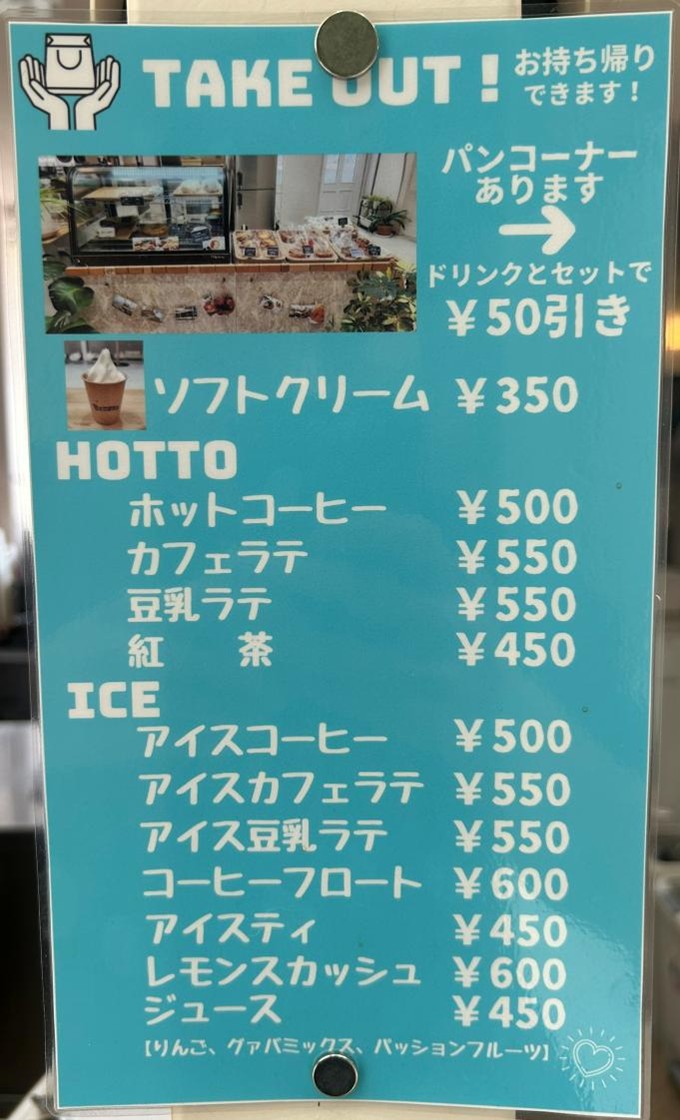 TAKE OUT!
お持ち帰り
できます！
パンコーナー
あります
→
ドリンクとセットで
￥50引き
ソフトクリーム ￥350
HOTTO
ホットコーヒー ￥500
カフェラテ ￥550
豆乳ラテ ￥550
紅　茶 ￥450
ICE
アイスコーヒー ￥500
アイスカフェラテ ￥550
アイス豆乳ラテ ￥550
コーヒーフロート ￥600
アイスティ ￥450
レモンスカッシュ ￥600
ジュース ￥450
【りんご、グァバミックス、パッションフルーツ】